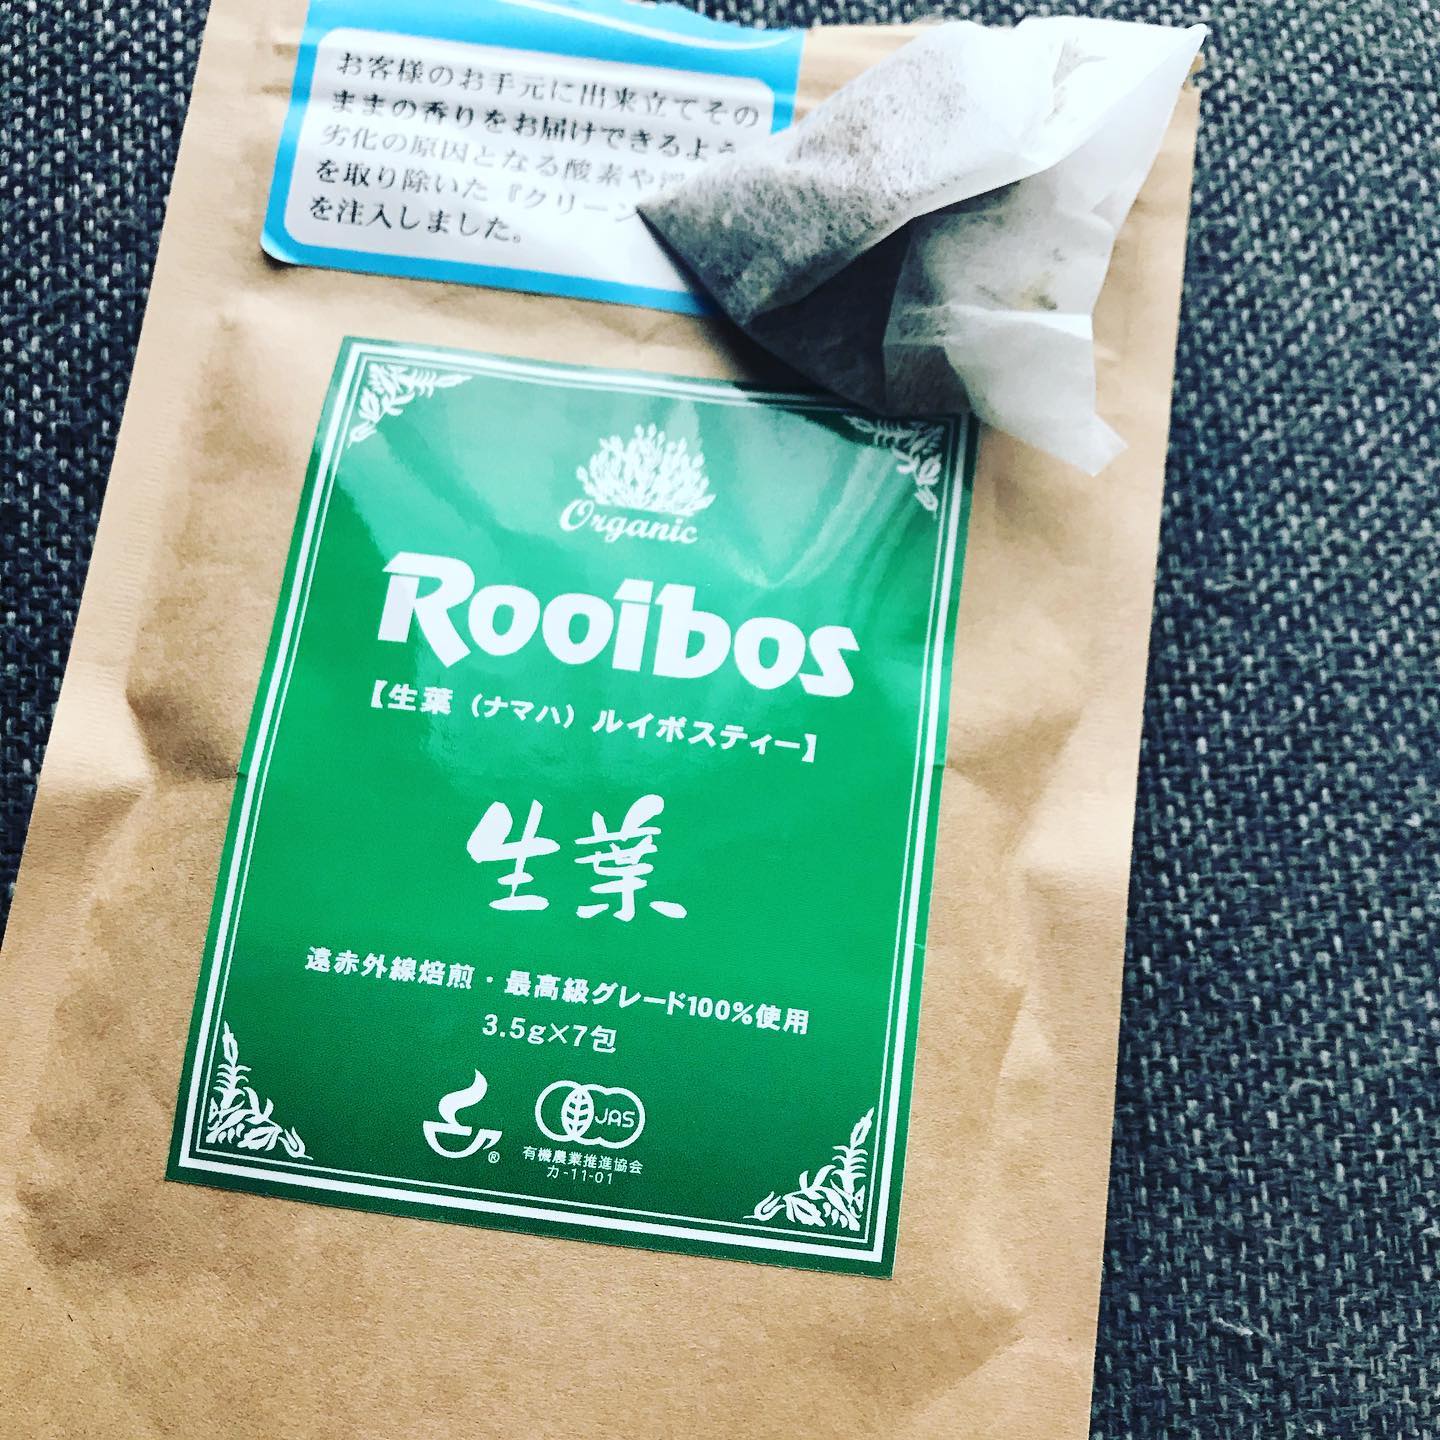 お客様のお手元に出来立てその
ままの香りをお届けできるよう
劣化の原因となる酸素や
を取り除いた『クリーン
を注入しました。
Organic
Rooibos
【生葉（ナマハ）ルイボスティー】
生葉
遠赤外線焙煎・最高級グレード100%使用
3.5g×7包
®
JAS
有機農業推進協会
カ-11-01